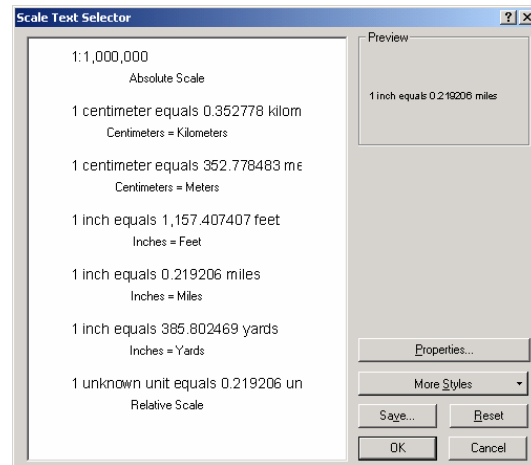 Scale Text Selector
1:1,000,000
Absolute Scale
1 centimeter equals 0.352778 kilom
Centimeters = Kilometers
1 centimeter equals 352.778483 me
Centimeters = Meters
1 inch equals 1,157.407407 feet
Inches = Feet
1 inch equals 0.219206 miles
Inches = Miles
1 inch equals 385.802469 yards
Inches = Yards
1 unknown unit equals 0.219206 un
Relative Scale
Preview
1 inch equals 0.219206 miles
Properties...
More Styles
Save...
Reset
OK
Cancel